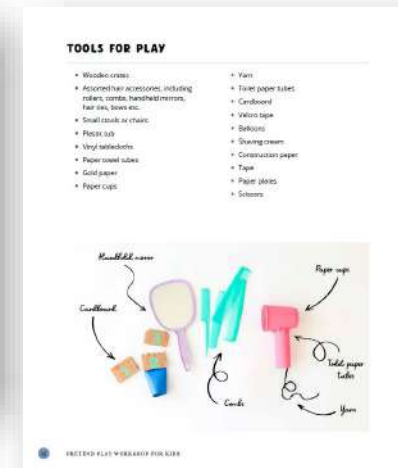 TOOLS FOR PLAY
• Wooden crates
• Assorted hair accessories, including
rollers, combs, handheld mirrors,
hair ties, bows etc.
• Small stools or chairs
• Plastic tub
• Vinyl tablecloths
• Paper towel tubes
• Gold paper
• Paper cups
• Yarn
• Toilet paper tubes
• Cardboard
• Velcro tape
• Balloons
• Shaving cream
• Construction paper
• Tape
• Paper plates
• Scissors
Handheld mirror
Paper cups
Cardboard
Toilet paper
tubes
Combs
Yarn
PRETEND PLAY WORKSHOP FOR KIDS